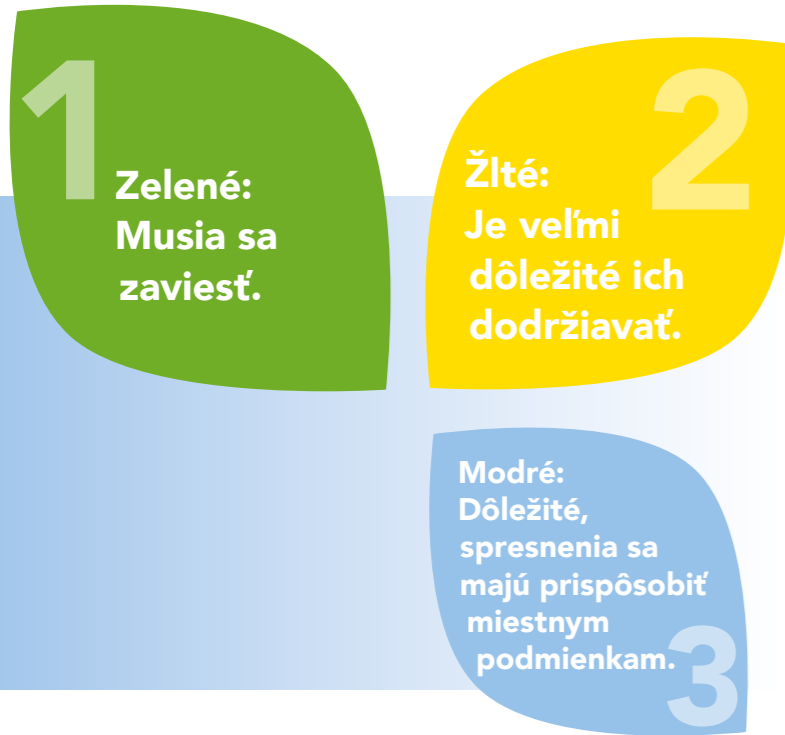 1
Zelené:
Musia sa
zaviesť.
2
Žlté:
Je veľmi
dôležité ich
dodržiavať.
Modré:
Dôležité,
spresnenia sa
majú prispôsobiť
miestnym
podmienkam.
3